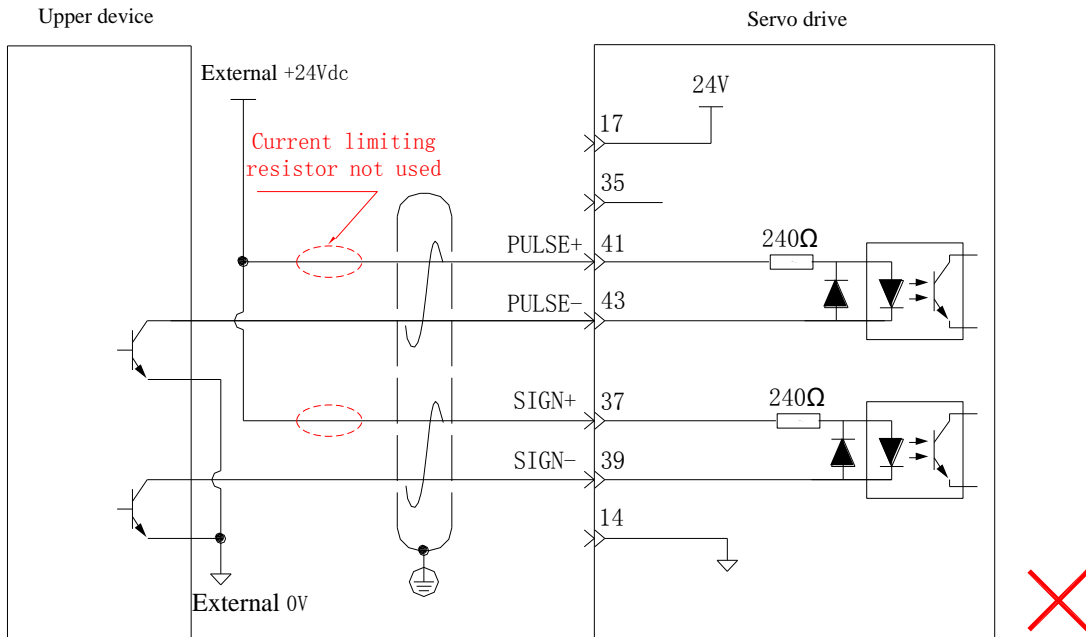 Upper device
Servo drive
External +24Vdc
24V
17
Current limiting
resistor not used
35
PULSE+
41
240Ω
PULSE-
43
SIGN+
37
240Ω
SIGN-
39
14
External 0V